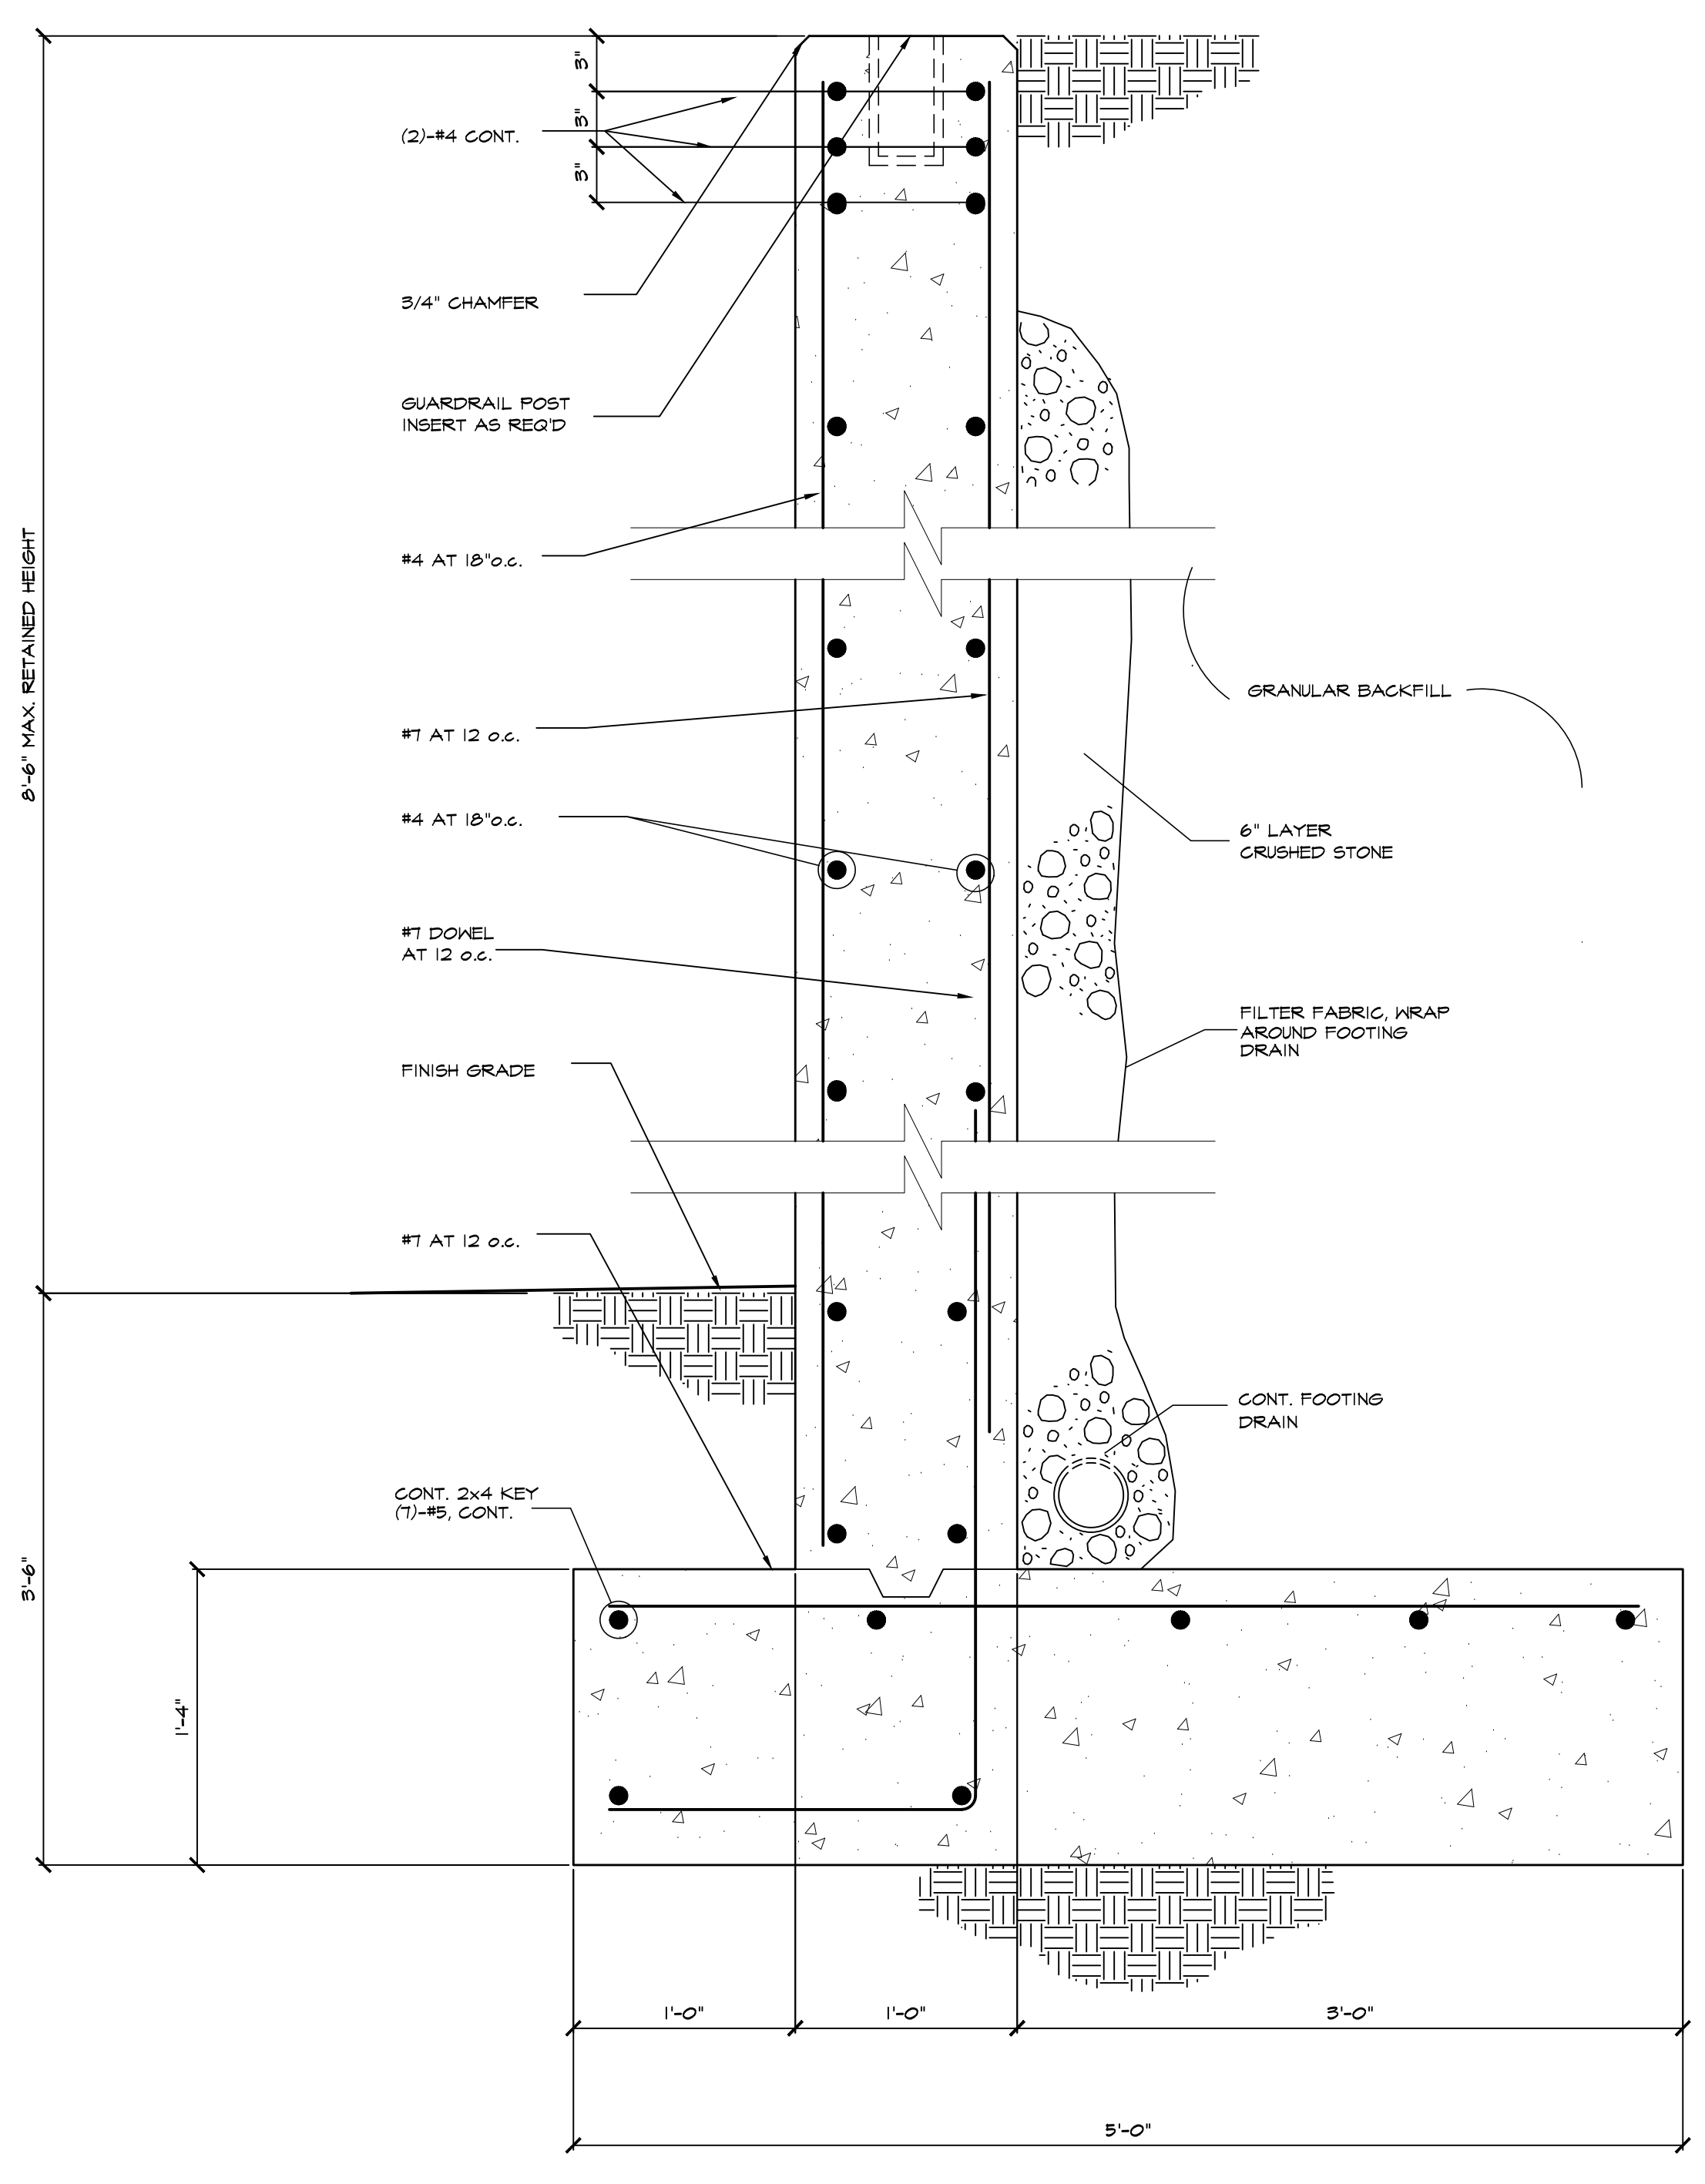 3"
3"
3"
(2)-#4 CONT.
3/4" CHAMFER
GUARDRAIL POST
INSERT AS REQ'D
#4 AT 18"o.c.
8'-6" MAX. RETAINED HEIGHT
#7 AT 12 o.c.
GRANULAR BACKFILL
#4 AT 18"o.c.
6" LAYER
CRUSHED STONE
#7 DOWEL
AT 12 o.c.
FILTER FABRIC, WRAP
AROUND FOOTING
DRAIN
FINISH GRADE
#7 AT 12 o.c.
CONT. FOOTING
DRAIN
CONT. 2x4 KEY
(7)-#5, CONT.
3'-6"
1'-4"
1'-0"
1'-0"
3'-0"
5'-0"